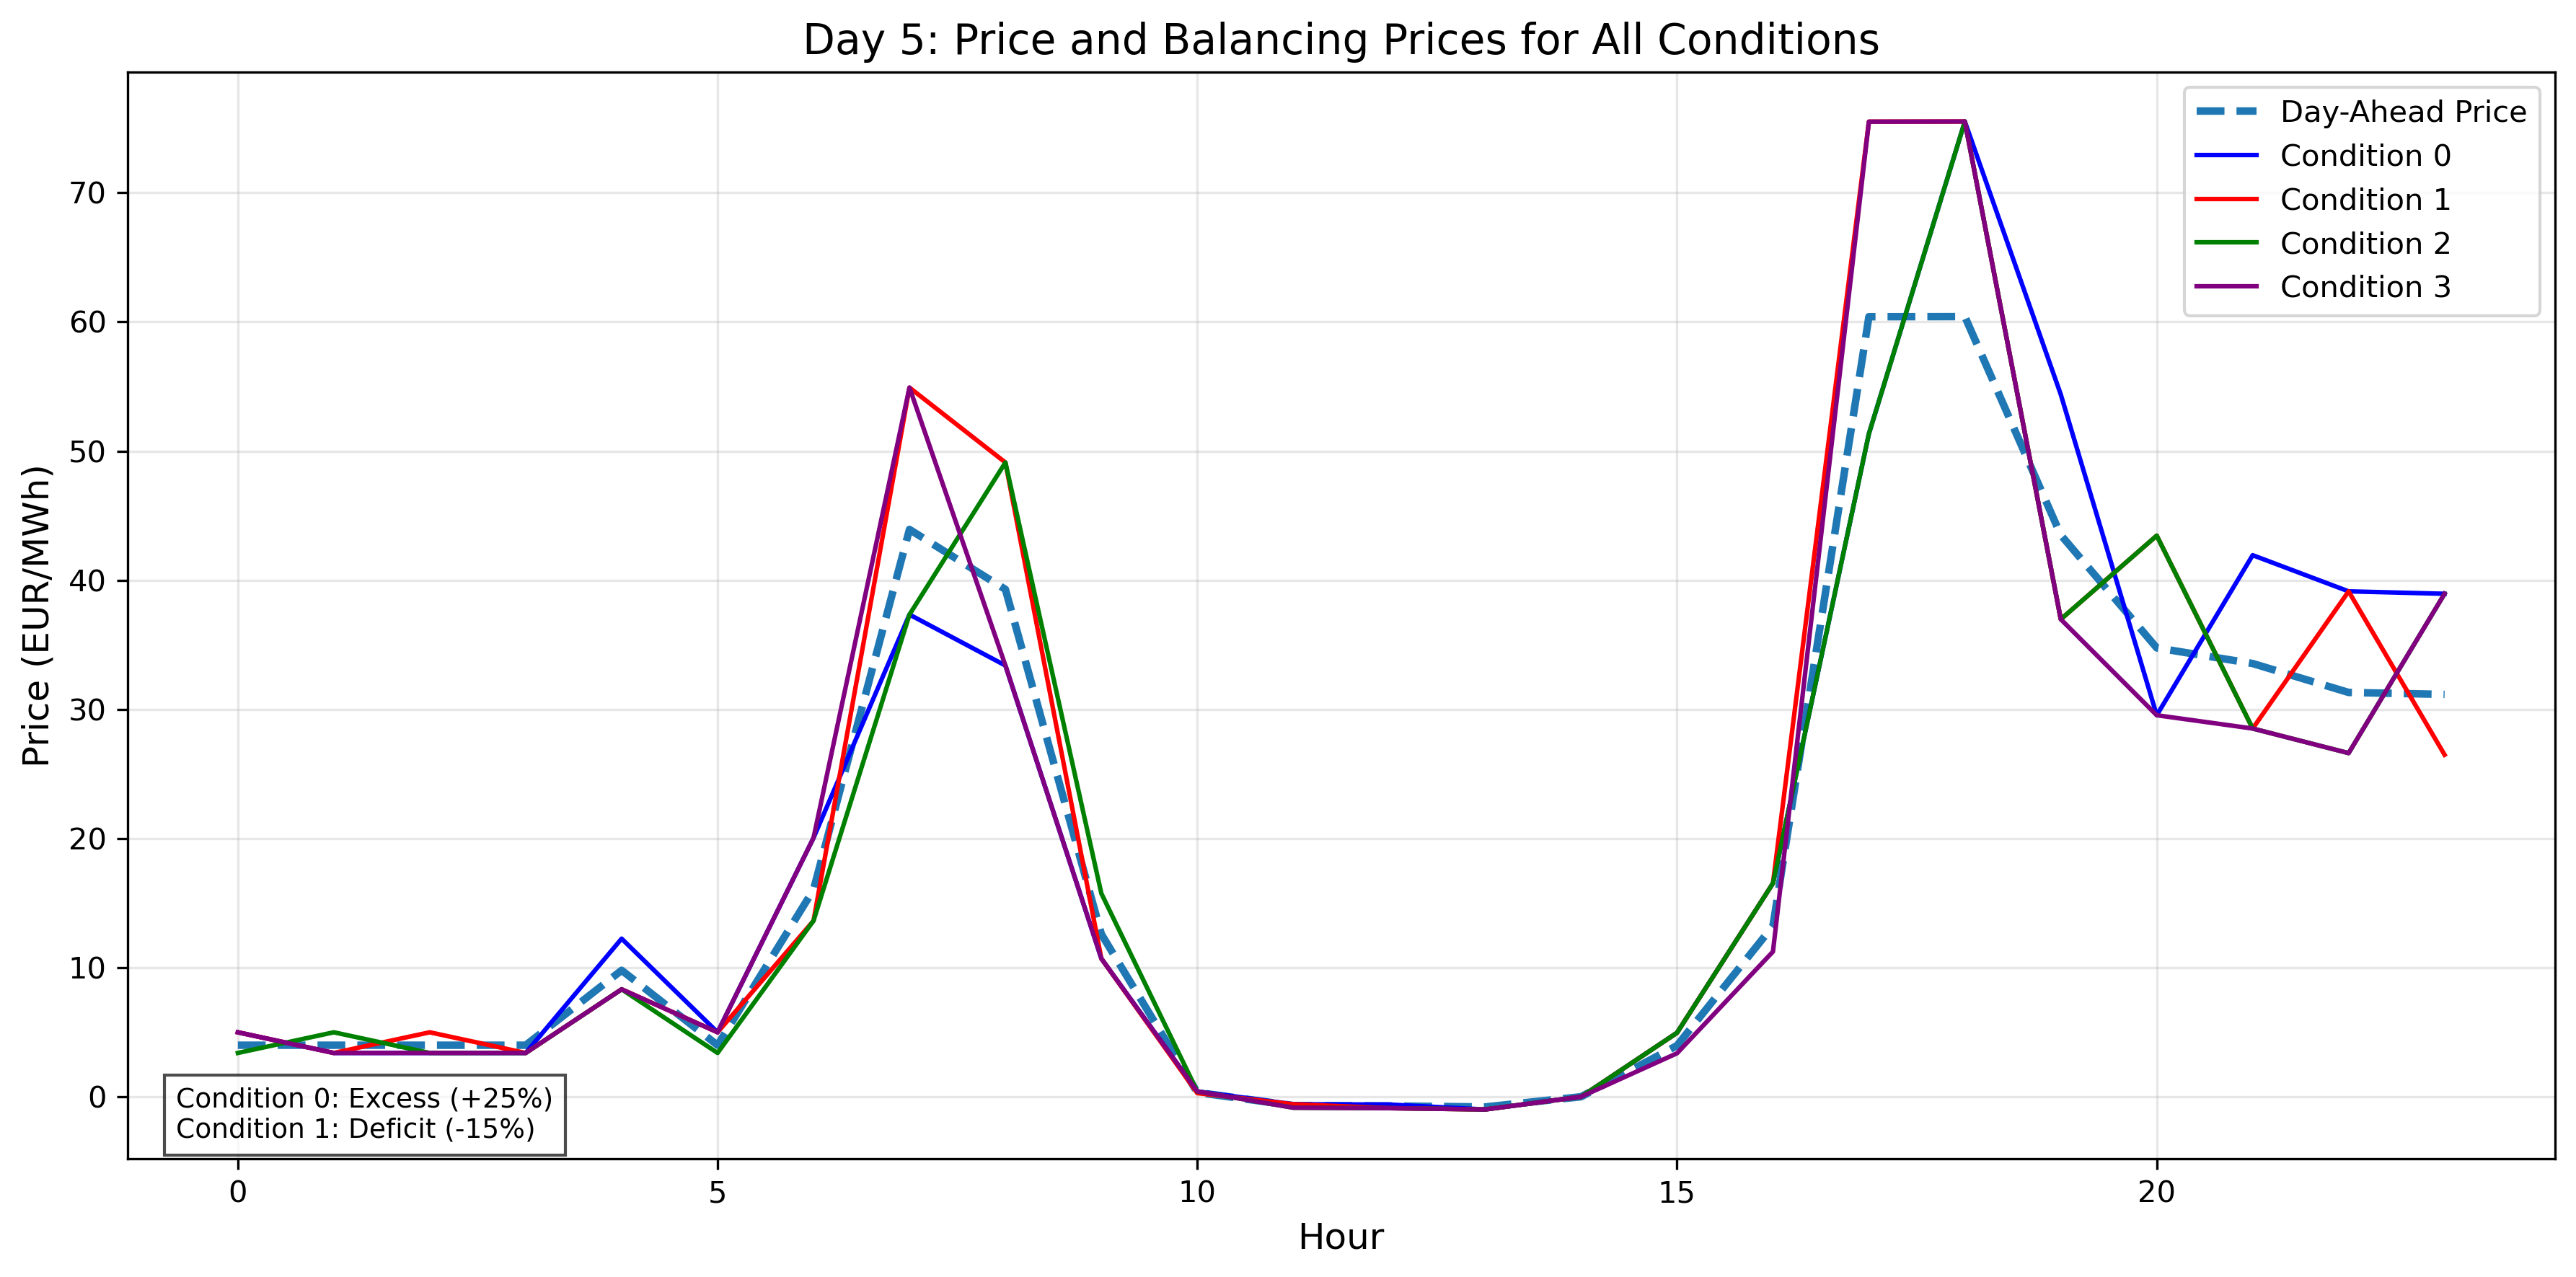 Day 5: Price and Balancing Prices for All Conditions
Day-Ahead Price
Condition 0
Condition 1
Condition 2
Condition 3
Price (EUR/MWh)
70
60
50
40
30
20
10
0
Condition 0: Excess (+25%)
Condition 1: Deficit (-15%)
0 5 10 15 20
Hour